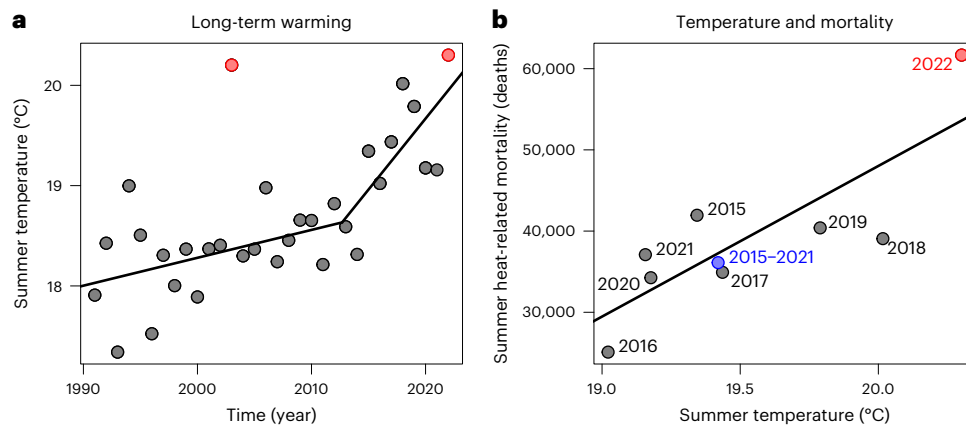 a
Long-term warming
Summer temperature (°C)
20
19
18
1990
2000
2010
2020
Time (year)
b
Temperature and mortality
Summer heat-related mortality (deaths)
60,000
50,000
40,000
30,000
2022
2015
2019
2018
2021
2015–2021
2020
2017
2016
19.0
19.5
20.0
Summer temperature (°C)